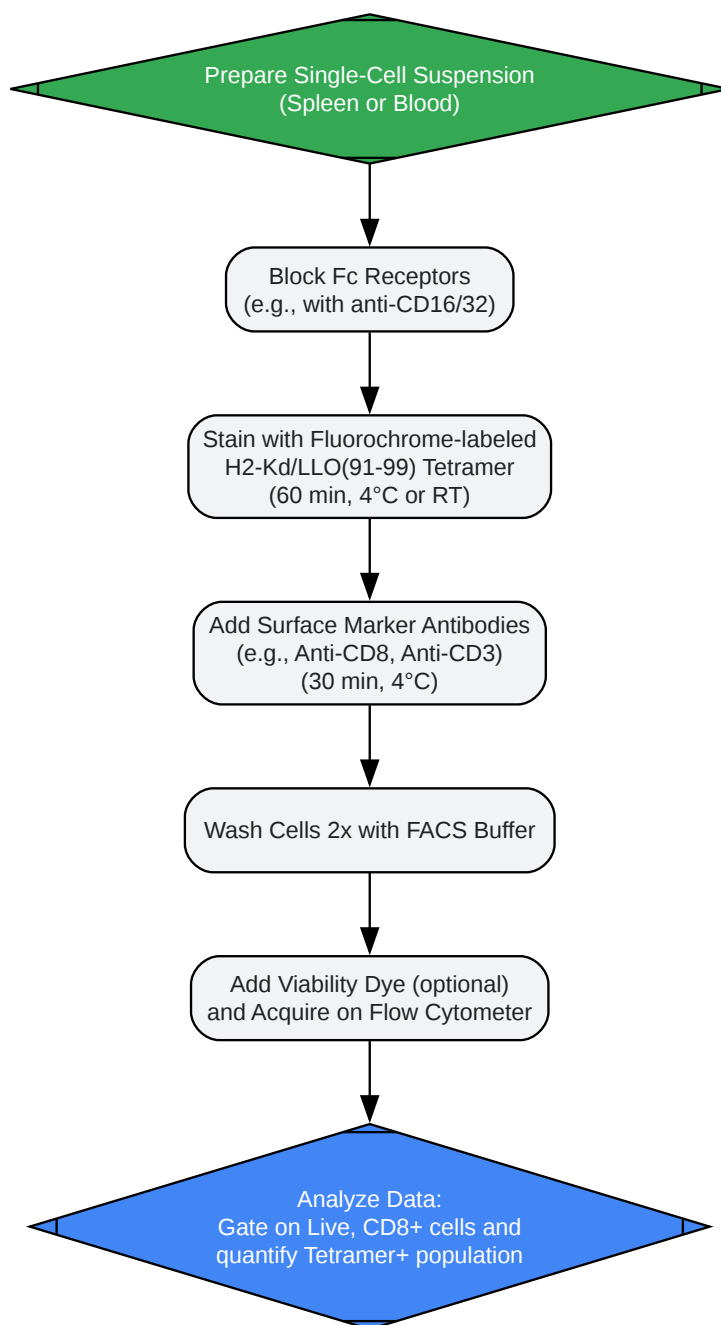 Prepare Single-Cell Suspension
(Spleen or Blood)
Block Fc Receptors
(e.g., with anti-CD16/32)
Stain with Fluorochrome-labeled
H2-Kd/LLO(91-99) Tetramer
(60 min, 4°C or RT)
Add Surface Marker Antibodies
(e.g., Anti-CD8, Anti-CD3)
(30 min, 4°C)
Wash Cells 2x with FACS Buffer
Add Viability Dye (optional)
and Acquire on Flow Cytometer
Analyze Data:
Gate on Live, CD8+ cells and
quantify Tetramer+ population